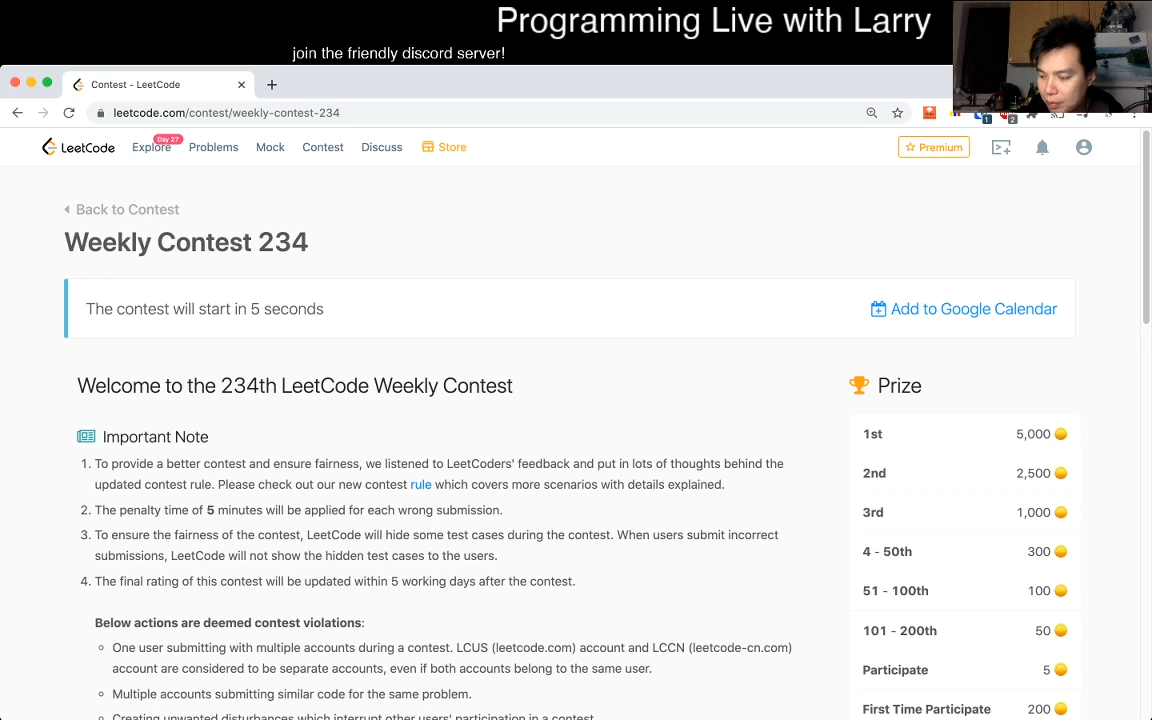 Programming Live with Larry
join the friendly discord server!
Contest - LeetCode
leetcode.com/contest/weekly-contest-234
1
2
LeetCode
Explore
Day 27
Problems
Mock
Contest
Discuss
Store
Premium
Back to Contest
Weekly Contest 234
The contest will start in 5 seconds
Add to Google Calendar
Welcome to the 234th LeetCode Weekly Contest
Important Note
1. To provide a better contest and ensure fairness, we listened to LeetCoders' feedback and put in lots of thoughts behind the
updated contest rule. Please check out our new contest rule which covers more scenarios with details explained.
2. The penalty time of 5 minutes will be applied for each wrong submission.
3. To ensure the fairness of the contest, LeetCode will hide some test cases during the contest. When users submit incorrect
submissions, LeetCode will not show the hidden test cases to the users.
4. The final rating of this contest will be updated within 5 working days after the contest.
Below actions are deemed contest violations:
One user submitting with multiple accounts during a contest. LCUS (leetcode.com) account and LCCN (leetcode-cn.com)
account are considered to be separate accounts, even if both accounts belong to the same user.
Multiple accounts submitting similar code for the same problem.
Creating unwanted disturbances which interrupt other users' participation in a contest.
Prize
1st 5,000
2nd 2,500
3rd 1,000
4 - 50th 300
51 - 100th 100
101 - 200th 50
Participate 5
First Time Participate 200